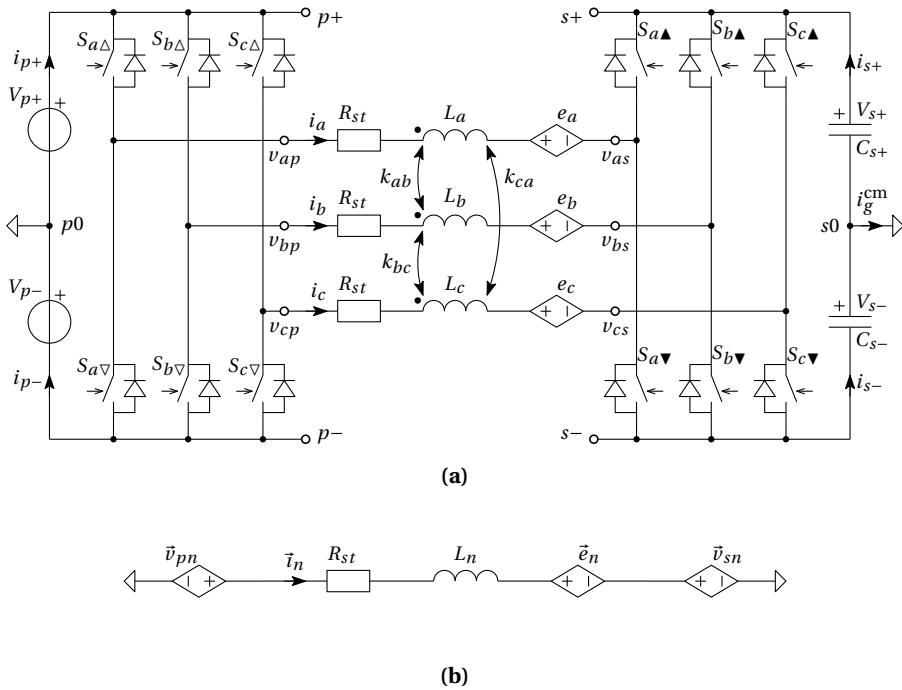 p+ s+
S_{a△} S_{b△} S_{c△} S_{a▲} S_{b▲} S_{c▲}
i_{p+} i_{s+}
V_{p+} + + V_{s+}
C_{s+}
i_a R_{st} L_a e_a
+ −
v_{ap} v_{as}
k_{ab} k_{ca}
i_b R_{st} L_b e_b i_g^{cm}
p0 + − s0
v_{bp} v_{bs}
k_{bc}
V_{p−} + i_c R_{st} L_c e_c + V_{s−}
+ − C_{s−}
v_{cp} v_{cs}
S_{a▽} S_{b▽} S_{c▽} S_{a▼} S_{b▼} S_{c▼}
i_{p−} i_{s−}
p− s−
(a)
v⃗_{pn} i⃗_n R_{st} L_n e⃗_n v⃗_{sn}
− + + − + −
(b)